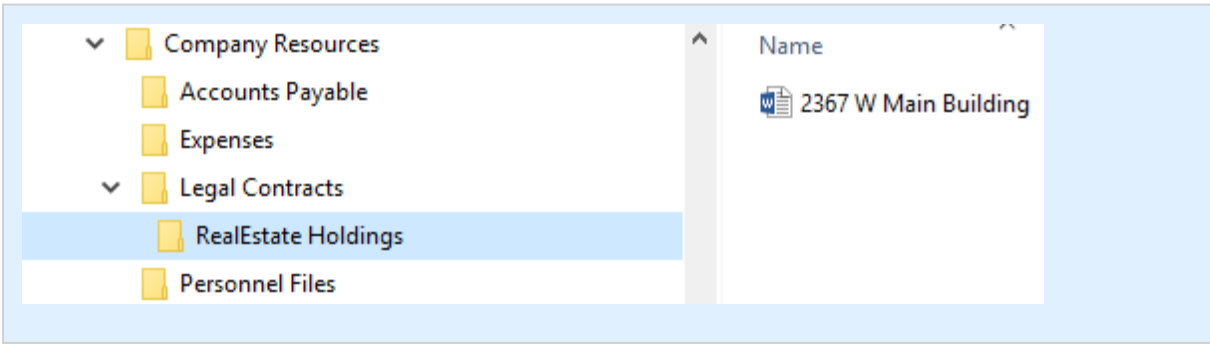 Company Resources
Accounts Payable
Expenses
Legal Contracts
RealEstate Holdings
Personnel Files
Name
2367 W Main Building